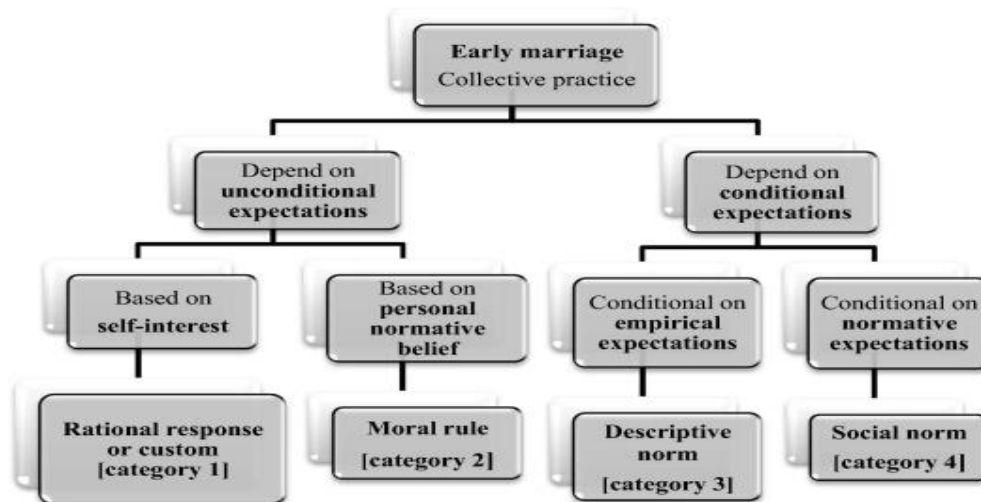 Early marriage
Collective practice
Depend on
unconditional
expectations
Depend on
conditional
expectations
Based on
self-interest
Based on
personal
normative
belief
Conditional on
empirical
expectations
Conditional on
normative
expectations
Rational response
or custom
[category 1]
Moral rule
[category 2]
Descriptive
norm
[category 3]
Social norm
[category 4]